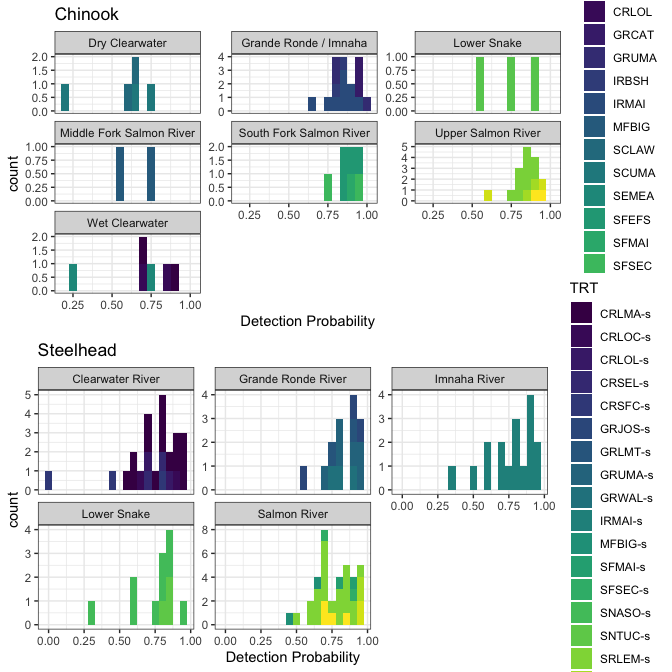 Chinook
Dry Clearwater
Grande Ronde / Imnaha
Lower Snake
2.0
1.5
1.0
0.5
0.0
4
3
2
1
0
1.00
0.75
0.50
0.25
0.00
Middle Fork Salmon River
South Fork Salmon River
Upper Salmon River
1.00
0.75
0.50
0.25
0.00
2.0
1.5
1.0
0.5
0.0
5
4
3
2
1
0
0.25 0.50 0.75 1.00
0.25 0.50 0.75 1.00
Wet Clearwater
2.0
1.5
1.0
0.5
0.0
0.25 0.50 0.75 1.00
count
Detection Probability
CRLOL
GRCAT
GRUMA
IRBSH
IRMAI
MFBIG
SCLAW
SCUMA
SEMEA
SFEFS
SFMAI
SFSEC
Steelhead
Clearwater River
Grande Ronde River
Imnaha River
5
4
3
2
1
0
4
3
2
1
0
4
3
2
1
0
0.00 0.25 0.50 0.75 1.00
Lower Snake
Salmon River
4
3
2
1
0
8
6
4
2
0
0.00 0.25 0.50 0.75 1.00
0.00 0.25 0.50 0.75 1.00
count
Detection Probability
TRT
CRLMA-s
CRLOC-s
CRLOL-s
CRSEL-s
CRSFC-s
GRJOS-s
GRLMT-s
GRUMA-s
GRWAL-s
IRMAI-s
MFBIG-s
SFMAI-s
SFSEC-s
SNASO-s
SNTUC-s
SRLEM-s